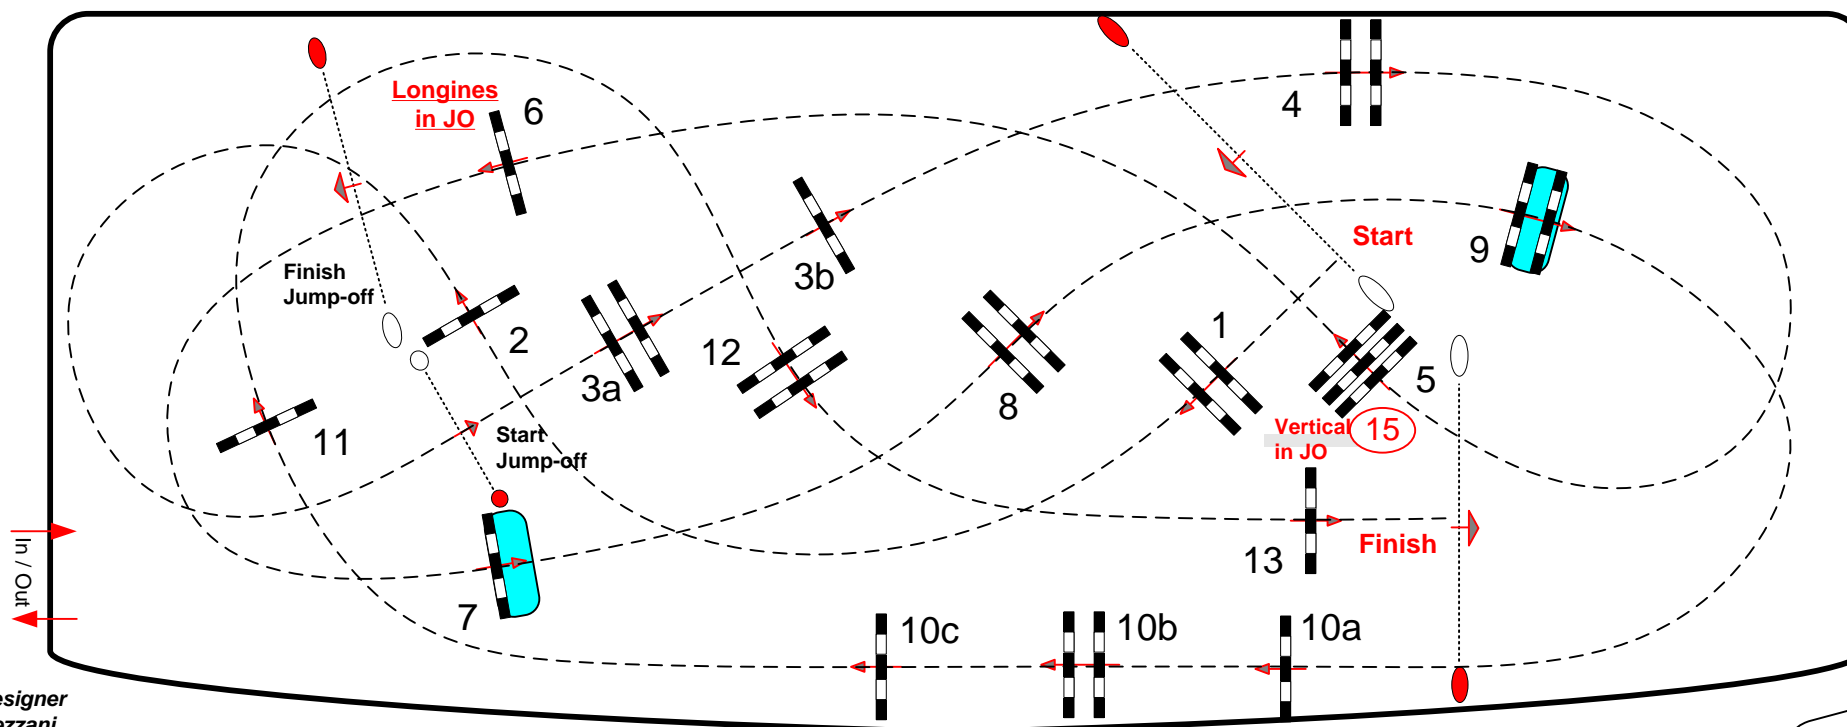 Longines
in JO
6
4
Start
9
3b
Finish
Jump-off
2
3a
12
8
1
5
Vertical
in JO
15
11
Start
Jump-off
In / Out
13
Finish
7
10c
10b
10a